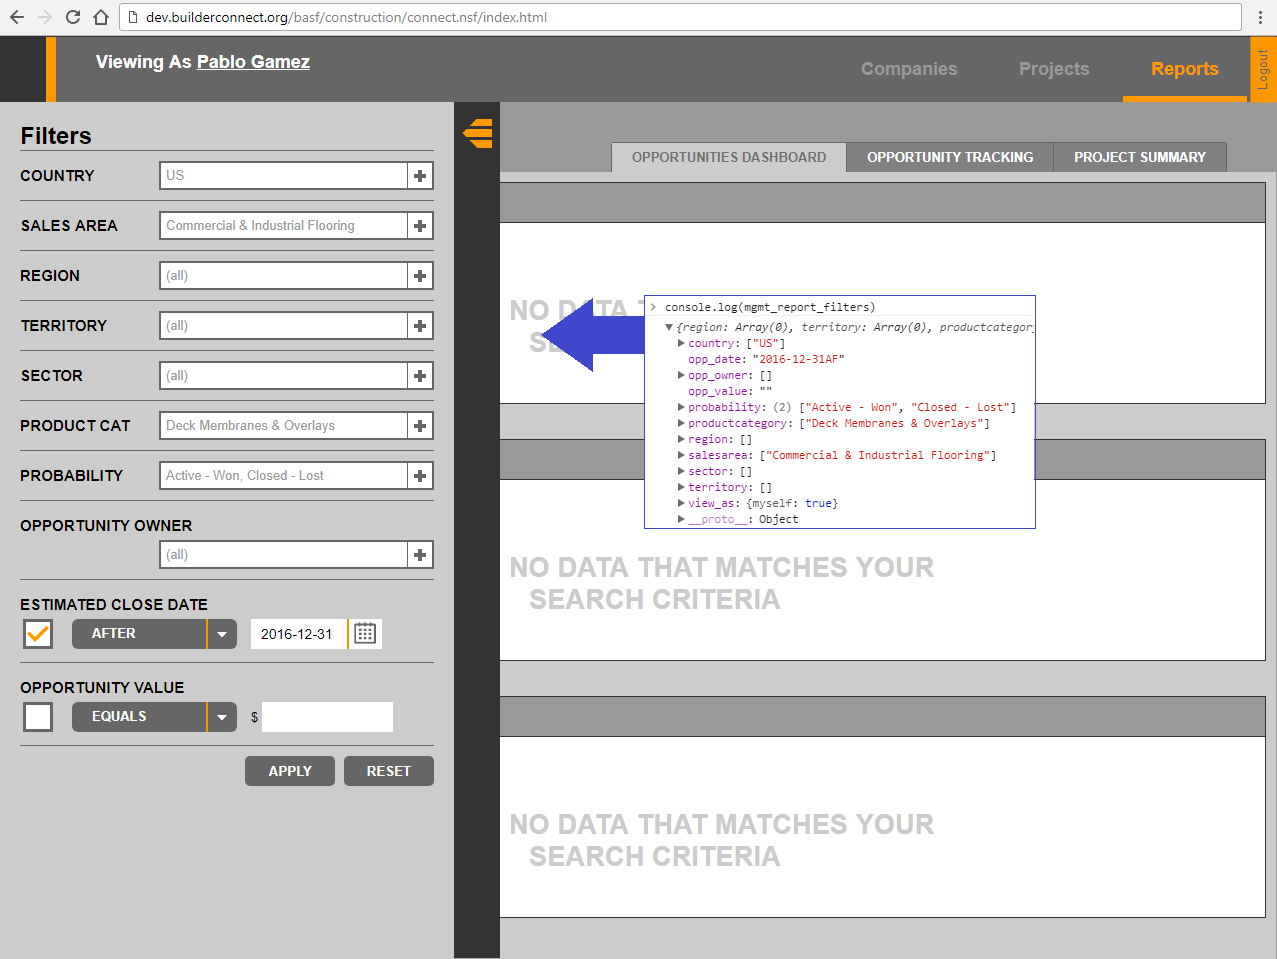 dev.builderconnect.org/basf/construction/connect.nsf/index.html
Viewing As Pablo Gamez
Companies
Projects
Reports
Logout
Filters
COUNTRY
US
SALES AREA
Commercial & Industrial Flooring
REGION
(all)
TERRITORY
(all)
SECTOR
(all)
PRODUCT CAT
Deck Membranes & Overlays
PROBABILITY
Active - Won, Closed - Lost
OPPORTUNITY OWNER
(all)
ESTIMATED CLOSE DATE
AFTER
2016-12-31
OPPORTUNITY VALUE
EQUALS
$
APPLY
RESET
OPPORTUNITIES DASHBOARD
OPPORTUNITY TRACKING
PROJECT SUMMARY
NO DATA
> console.log(mgmt_report_filters)
{region: Array(0), territory: Array(0), productcategory
country: ["US"]
opp_date: "2016-12-31AF"
opp_owner: []
opp_value: ""
probability: (2) ["Active - Won", "Closed - Lost"]
productcategory: ["Deck Membranes & Overlays"]
region: []
salesarea: ["Commercial & Industrial Flooring"]
sector: []
territory: []
view_as: {myself: true}
__proto__: Object
NO DATA THAT MATCHES YOUR
SEARCH CRITERIA
NO DATA THAT MATCHES YOUR
SEARCH CRITERIA